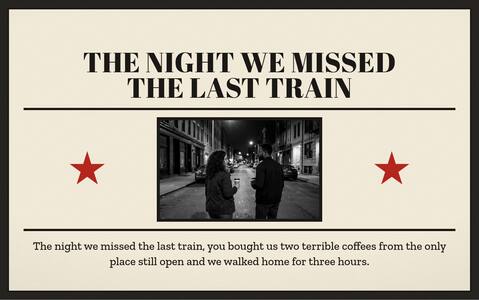 THE NIGHT WE MISSED
THE LAST TRAIN
The night we missed the last train, you bought us two terrible coffees from the only
place still open and we walked home for three hours.